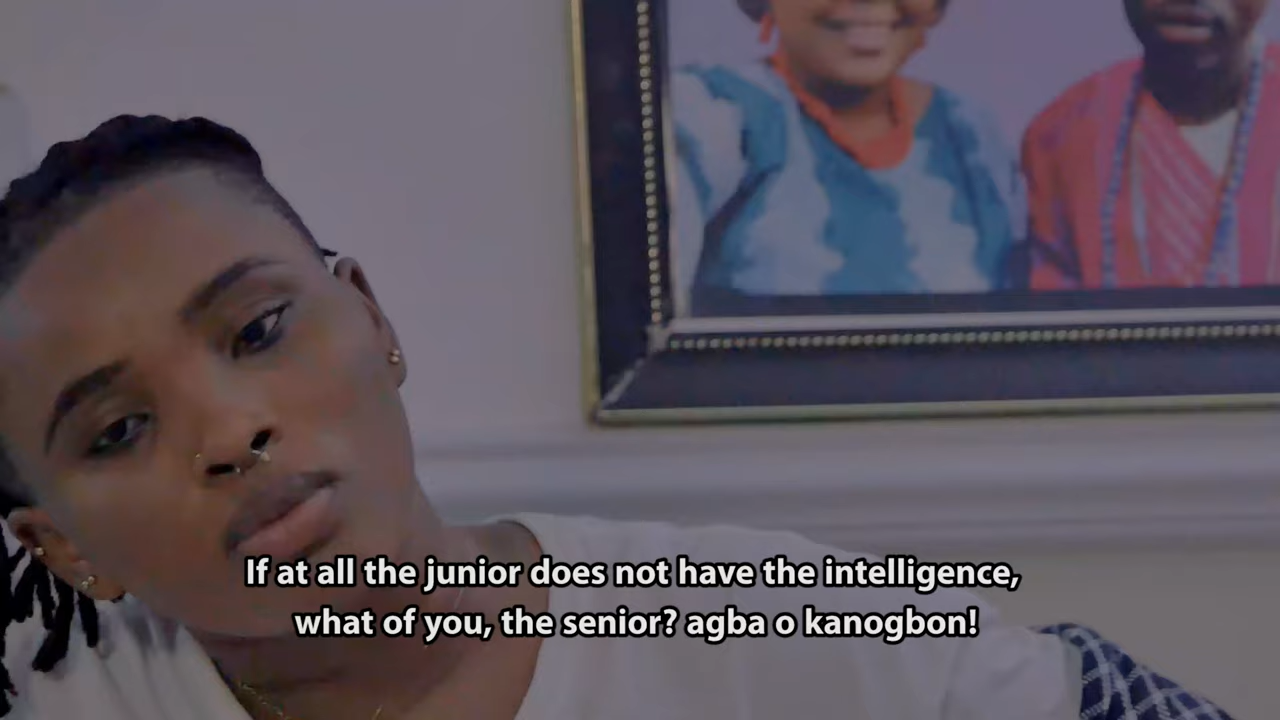 If at all the junior does not have the intelligence,
what of you, the senior? agba o kanogbon!